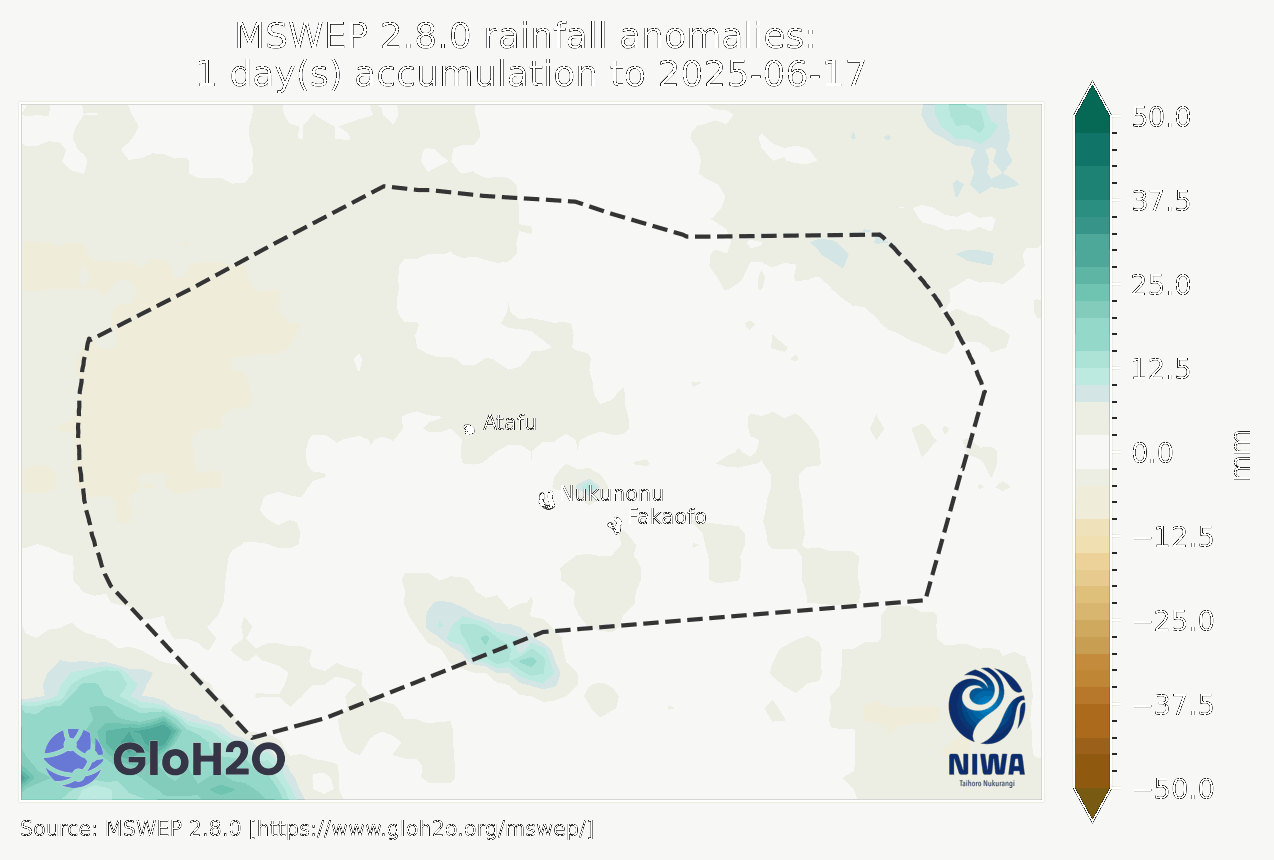 MSWEP 2.8.0 rainfall anomalies:
1 day(s) accumulation to 2025-06-17
50.0
37.5
25.0
12.5
0.0
−12.5
−25.0
−37.5
−50.0
mm
Atafu
Nukunonu
Fakaofo
GloH2O
NIWA
Taihoro Nukurangi
Source: MSWEP 2.8.0 [https://www.gloh2o.org/mswep/]